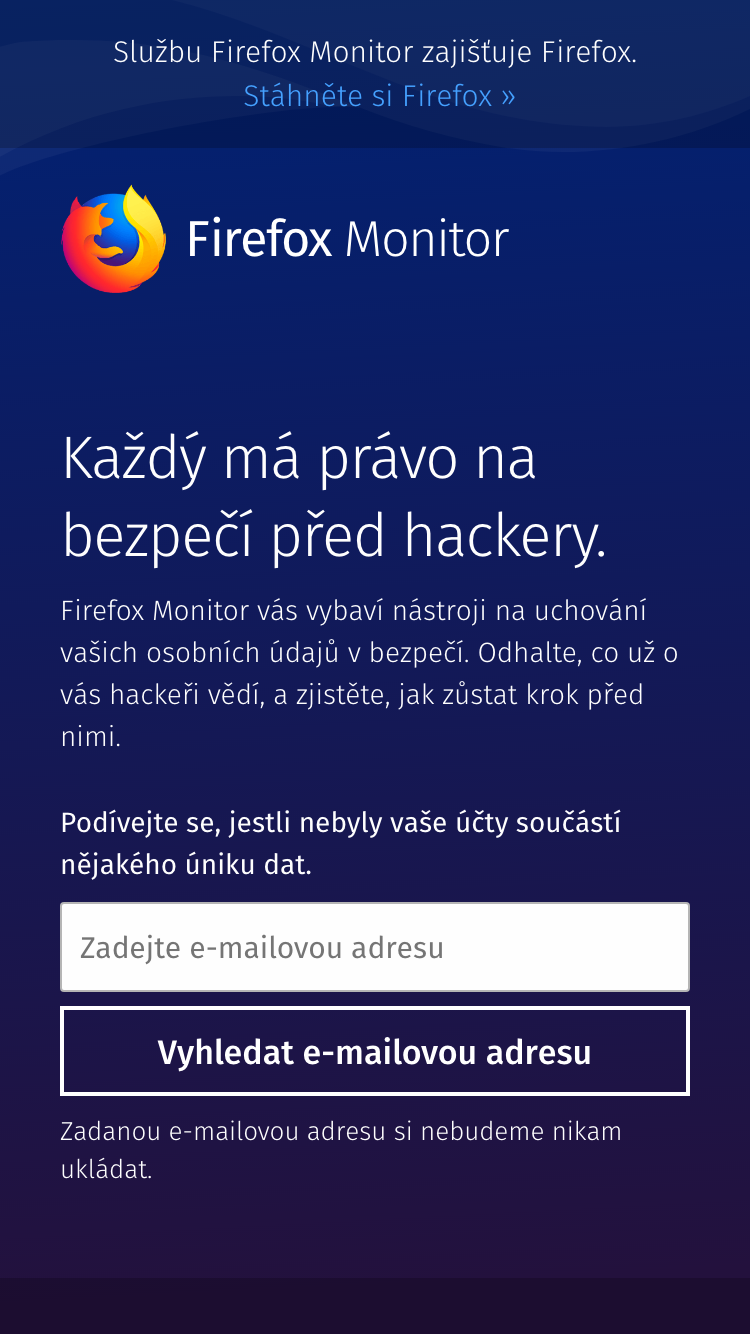 Službu Firefox Monitor zajišťuje Firefox.
Stáhněte si Firefox »
Firefox Monitor
Každý má právo na
bezpečí před hackery.
Firefox Monitor vás vybaví nástroji na uchování
vašich osobních údajů v bezpečí. Odhalte, co už o
vás hackeři vědí, a zjistěte, jak zůstat krok před
nimi.
Podívejte se, jestli nebyly vaše účty součástí
nějakého úniku dat.
Zadejte e-mailovou adresu
Vyhledat e-mailovou adresu
Zadanou e-mailovou adresu si nebudeme nikam
ukládat.